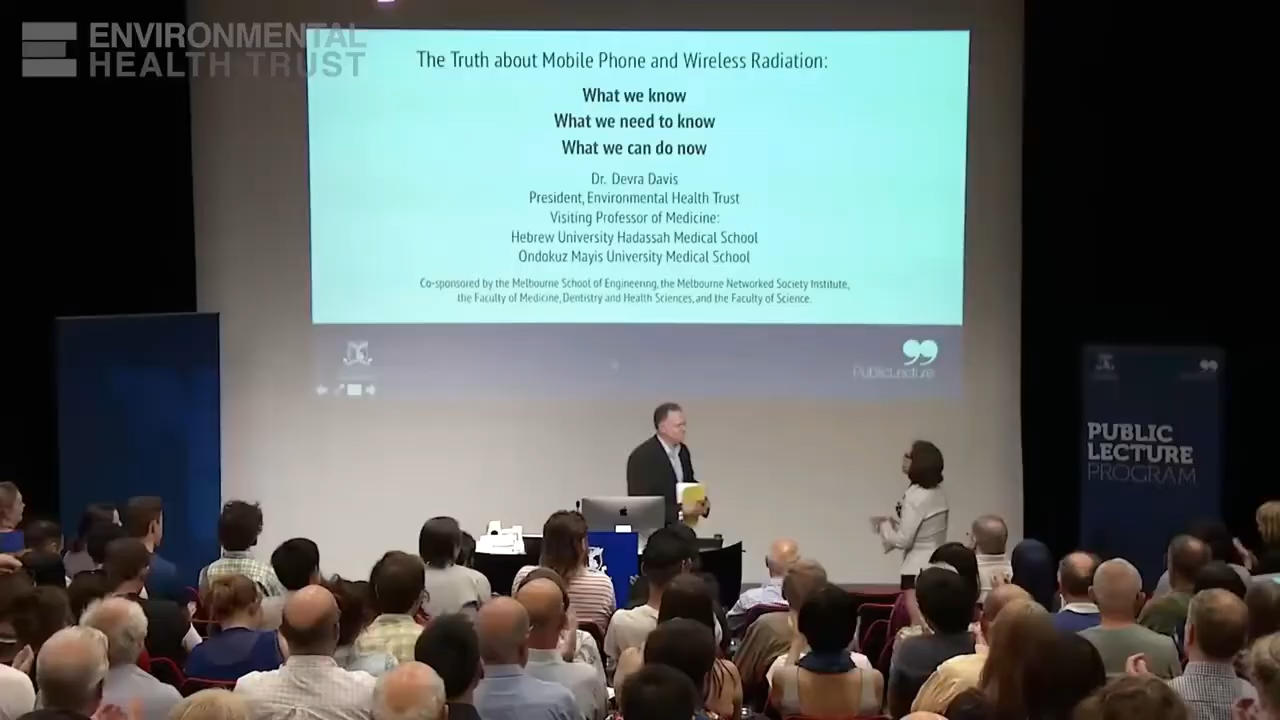 ENVIRONMENTAL
HEALTH TRUST
The Truth about Mobile Phone and Wireless Radiation:
What we know
What we need to know
What we can do now
Dr. Devra Davis
President, Environmental Health Trust
Visiting Professor of Medicine:
Hebrew University Hadassah Medical School
Ondokuz Mayis University Medical School
Co-sponsored by the Melbourne School of Engineering, the Melbourne Networked Society Institute,
the Faculty of Medicine, Dentistry and Health Sciences, and the Faculty of Science.
PublicLecture
PUBLIC
LECTURE
PROGRAM